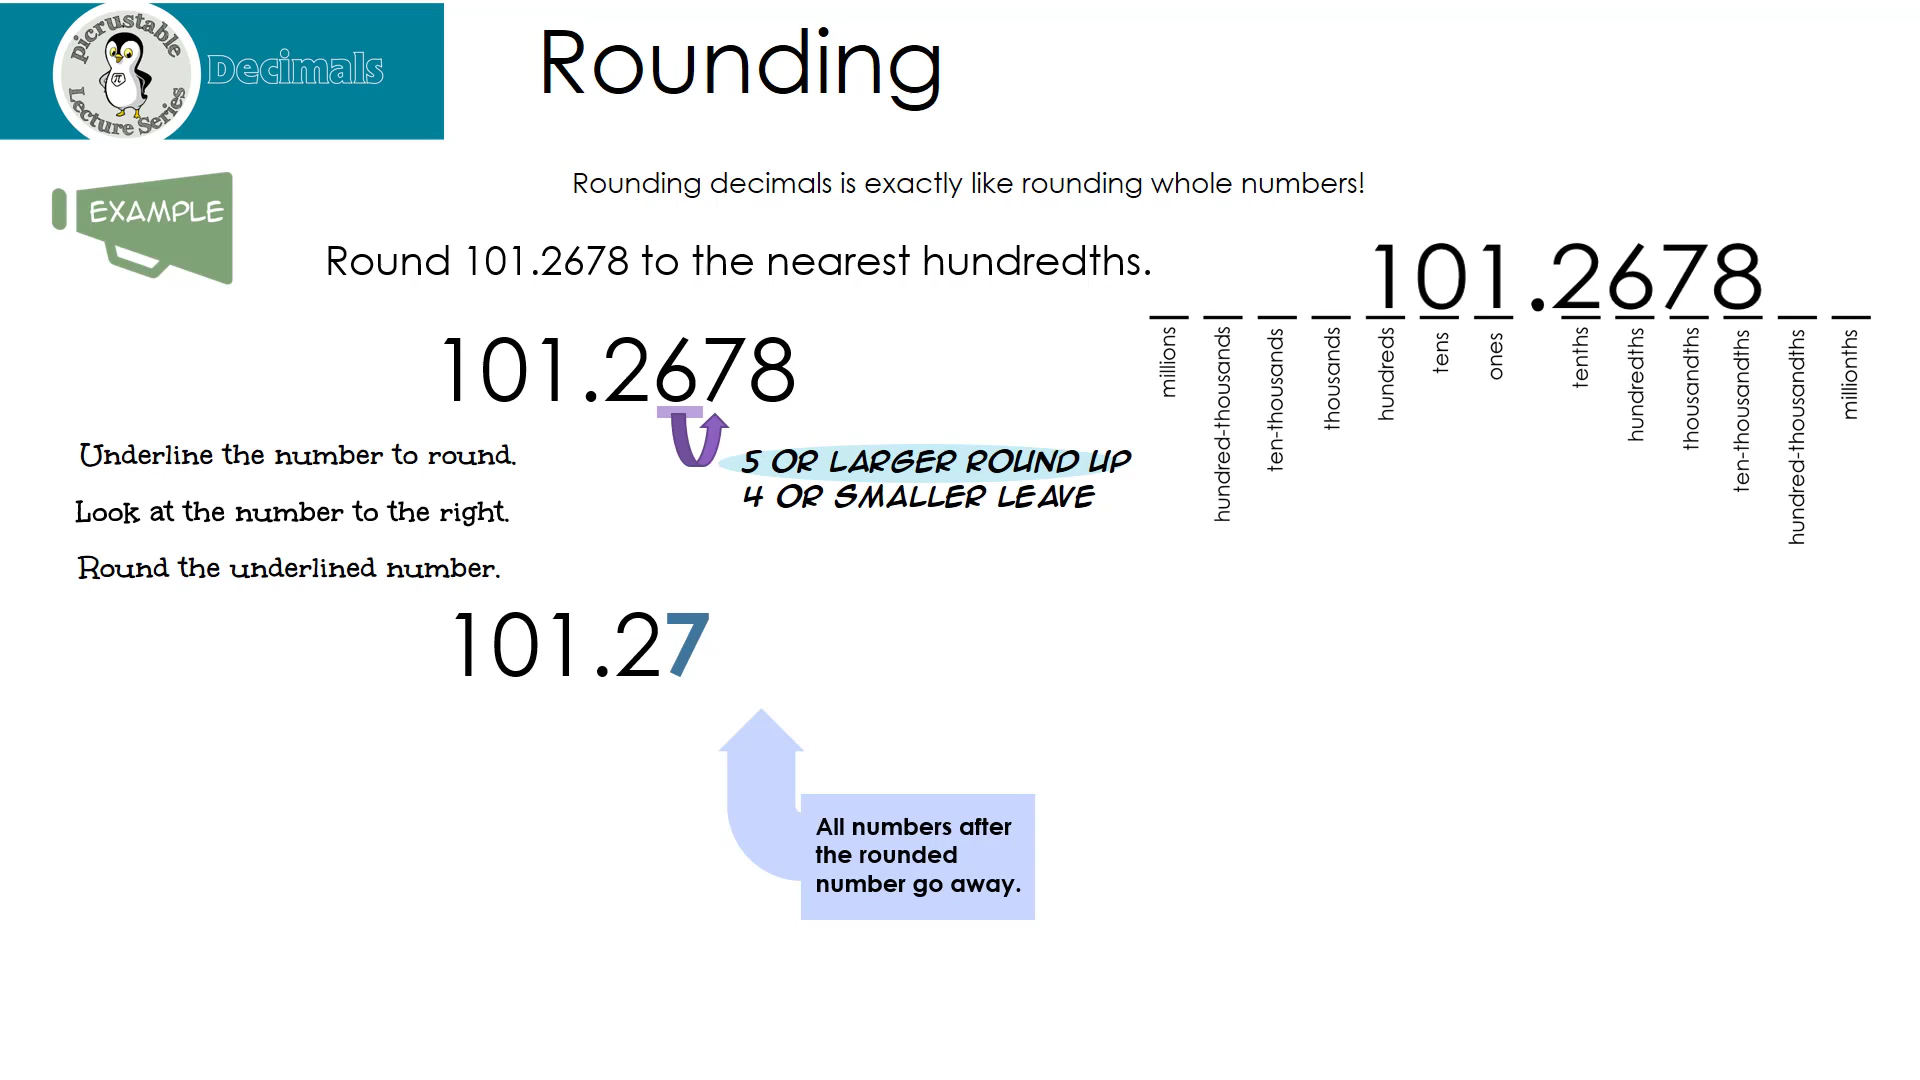 picrustable
Lecture Series
π
Decimals
Rounding
Rounding decimals is exactly like rounding whole numbers!
EXAMPLE
Round 101.2678 to the nearest hundredths.
101.2678
millions
hundred-thousands
ten-thousands
thousands
hundreds
tens
ones
tenths
hundredths
thousandths
ten-thousandths
hundred-thousandths
millionths
101.2678
Underline the number to round.
Look at the number to the right.
Round the underlined number.
5 OR LARGER ROUND UP
4 OR SMALLER LEAVE
101.27
All numbers after
the rounded
number go away.